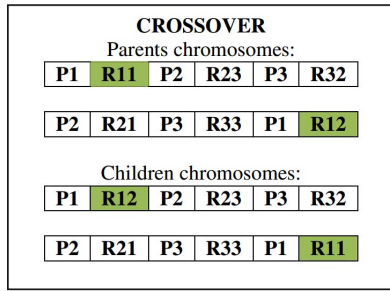 CROSSOVER
Parents chromosomes:
P1 R11 P2 R23 P3 R32
P2 R21 P3 R33 P1 R12
Children chromosomes:
P1 R12 P2 R23 P3 R32
P2 R21 P3 R33 P1 R11